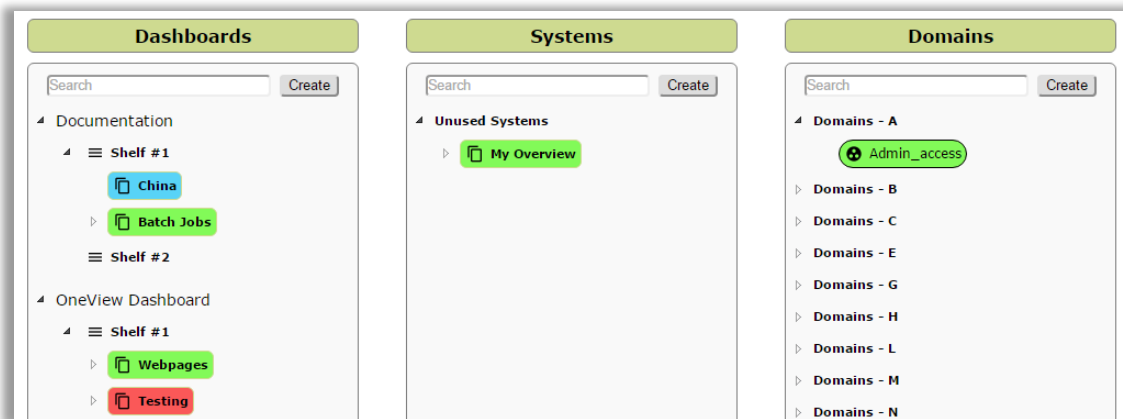 Dashboards
Search
Create
Documentation
Shelf #1
China
Batch Jobs
Shelf #2
OneView Dashboard
Shelf #1
Webpages
Testing
Systems
Search
Create
Unused Systems
My Overview
Domains
Search
Create
Domains - A
Admin_access
Domains - B
Domains - C
Domains - E
Domains - G
Domains - H
Domains - L
Domains - M
Domains - N